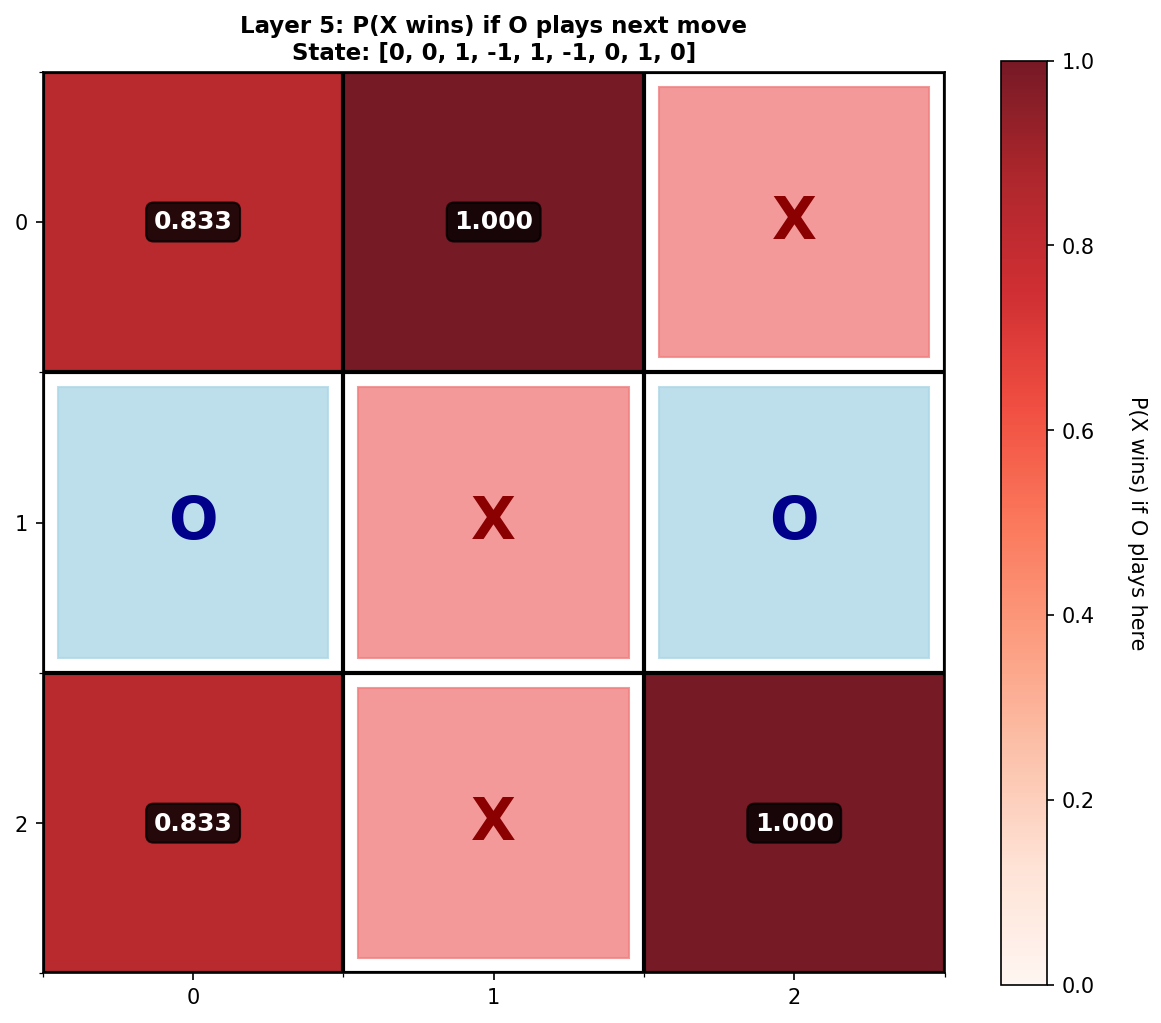 Layer 5: P(X wins) if O plays next move
State: [0, 0, 1, -1, 1, -1, 0, 1, 0]
0
0.833
1.000
X
1
O
X
O
2
0.833
X
1.000
0
1
2
1.0
0.8
0.6
0.4
0.2
0.0
P(X wins) if O plays here